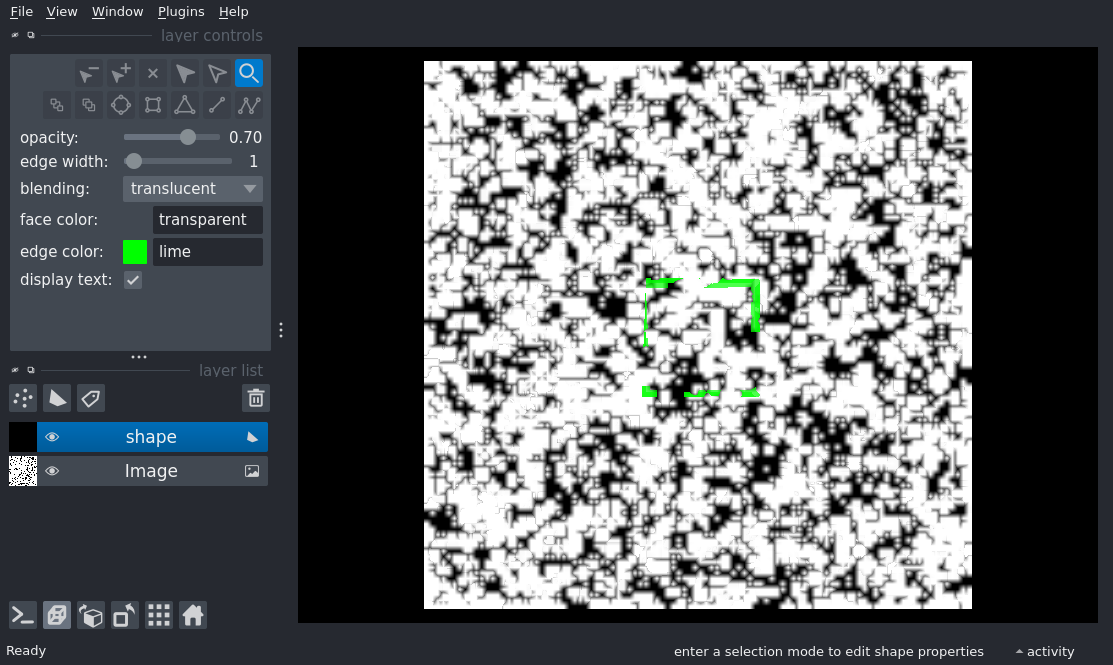 File View Window Plugins Help
layer controls
opacity: 0.70
edge width: 1
blending: translucent
face color: transparent
edge color: lime
display text:
layer list
shape
Image
Ready
enter a selection mode to edit shape properties
activity